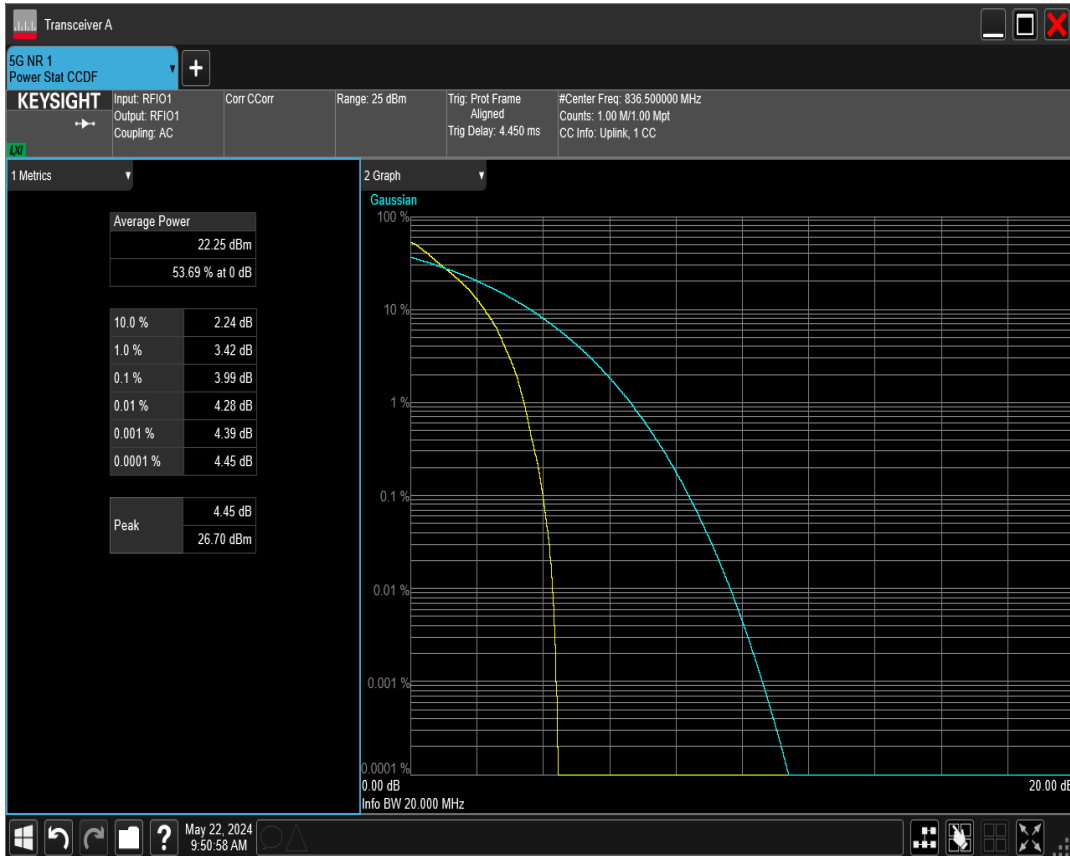 Transceiver A
5G NR 1
Power Stat CCDF
+
KEYSIGHT
LXI
Input: RFIO1
Output: RFIO1
Coupling: AC
Corr CCorr
Range: 25 dBm
Trig: Prot Frame
Aligned
Trig Delay: 4.450 ms
#Center Freq: 836.500000 MHz
Counts: 1.00 M/1.00 Mpt
CC Info: Uplink, 1 CC
1 Metrics
Average Power
22.25 dBm
53.69 % at 0 dB
10.0 % 2.24 dB
1.0 % 3.42 dB
0.1 % 3.99 dB
0.01 % 4.28 dB
0.001 % 4.39 dB
0.0001 % 4.45 dB
Peak
4.45 dB
26.70 dBm
2 Graph
Gaussian
100 %
10 %
1 %
0.1 %
0.01 %
0.001 %
0.0001 %
0.00 dB 20.00 dB
Info BW 20.000 MHz
?
May 22, 2024
9:50:58 AM